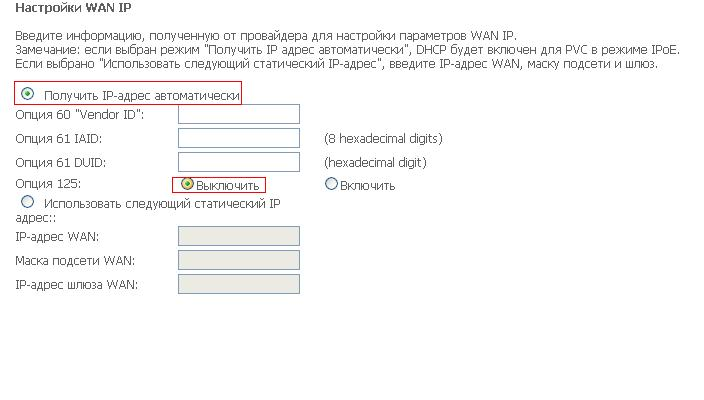 Настройки WAN IP
Введите информацию, полученную от провайдера для настройки параметров WAN IP.
Замечание: если выбран режим "Получить IP адрес автоматически", DHCP будет включен для PVC в режиме IPoE.
Если выбрано "Использовать следующий статический IP-адрес", введите IP-адрес WAN, маску подсети и шлюз.
Получить IP-адрес автоматически
Опция 60 "Vendor ID":
Опция 61 IAID: (8 hexadecimal digits)
Опция 61 DUID: (hexadecimal digit)
Опция 125: Выключить Включить
Использовать следующий статический IP
адрес::
IP-адрес WAN:
Маска подсети WAN:
IP-адрес шлюза WAN: